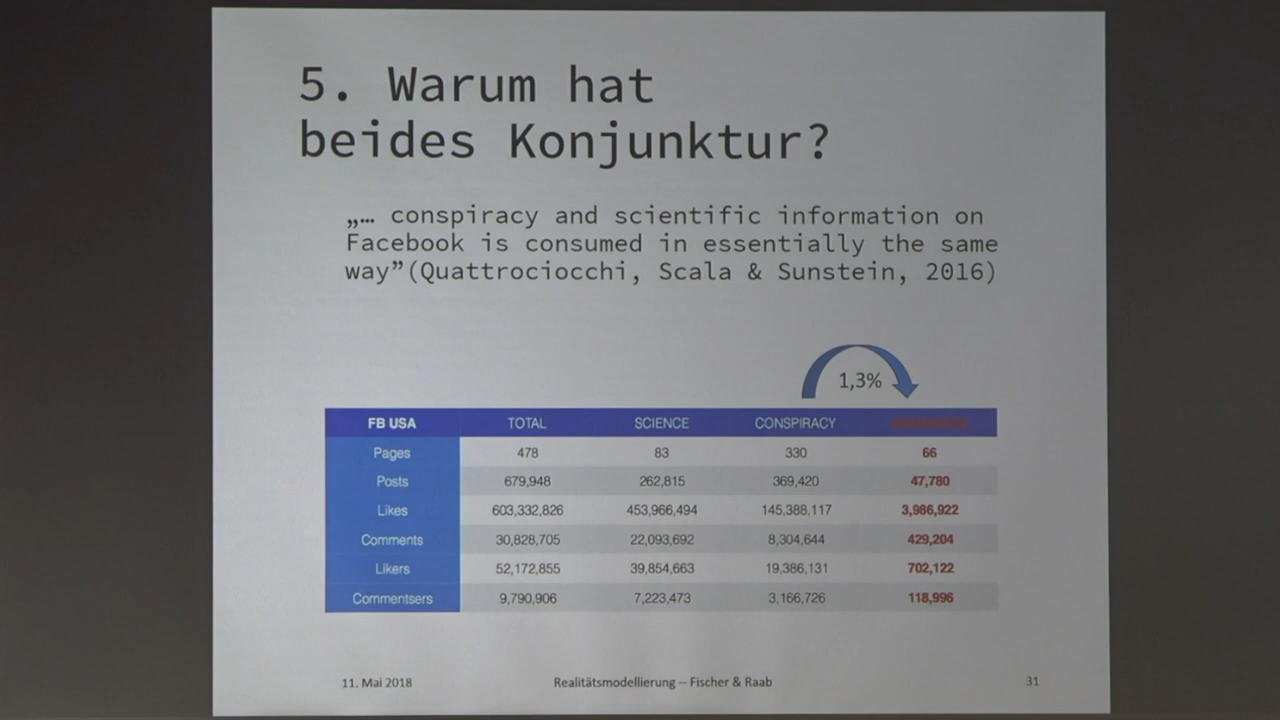 5. Warum hat
beides Konjunktur?
„… conspiracy and scientific information on
Facebook is consumed in essentially the same
way”(Quattrociocchi, Scala & Sunstein, 2016)
1,3%
FB USA TOTAL SCIENCE CONSPIRACY
Pages 478 83 330 66
Posts 679,948 262,815 369,420 47,780
Likes 603,332,826 453,966,494 145,388,117 3,986,922
Comments 30,828,705 22,093,692 8,304,644 429,204
Likers 52,172,855 39,854,663 19,386,131 702,122
Commentsers 9,790,906 7,223,473 3,166,726 118,996
11. Mai 2018 Realitätsmodellierung – Fischer & Raab 31